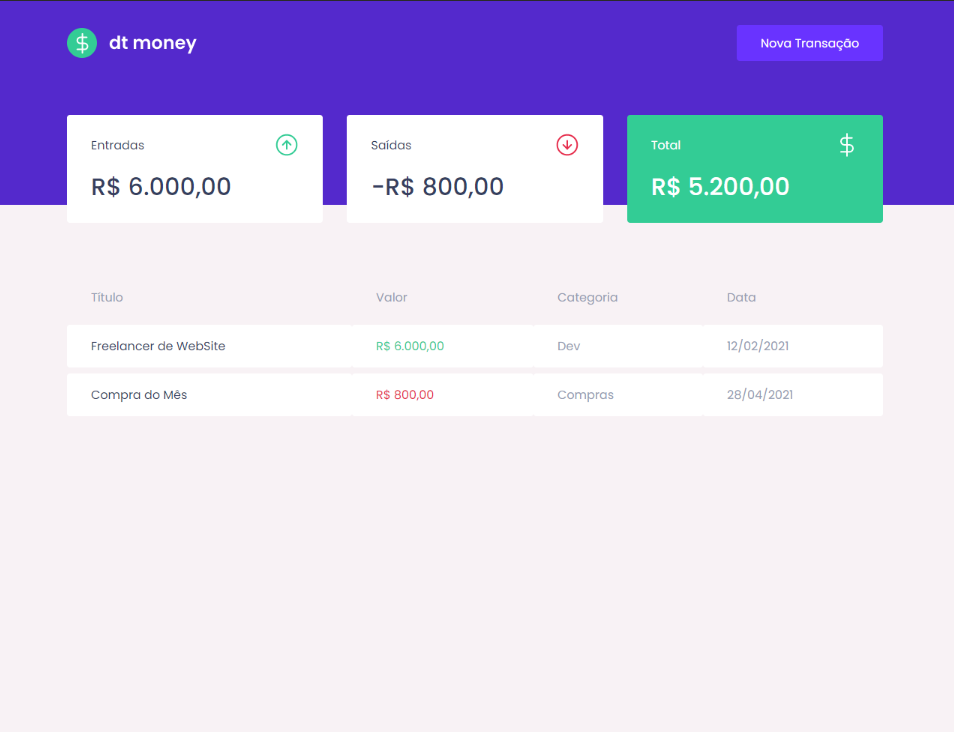 dt money
Nova Transação
Entradas
R$ 6.000,00
Saídas
-R$ 800,00
Total
R$ 5.200,00
Título Valor Categoria Data
Freelancer de WebSite R$ 6.000,00 Dev 12/02/2021
Compra do Mês R$ 800,00 Compras 28/04/2021